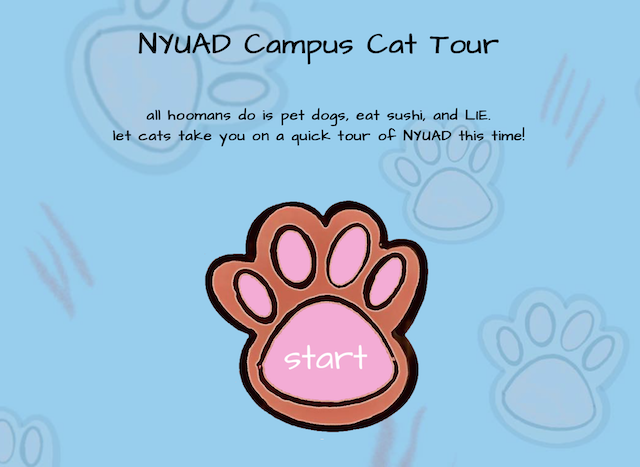 NYUAD Campus Cat Tour
all hoomans do is pet dogs, eat sushi, and LIE.
let cats take you on a quick tour of NYUAD this time!
start